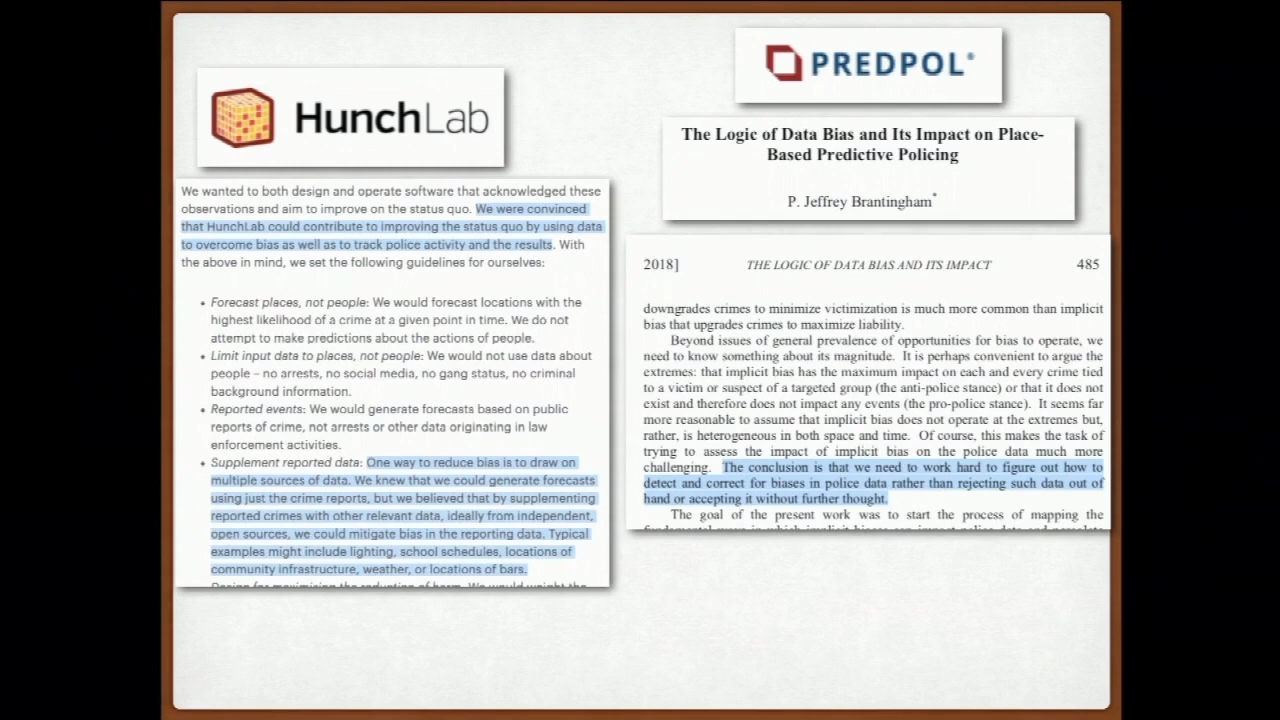 HunchLab
We wanted to both design and operate software that acknowledged these
observations and aim to improve on the status quo. We were convinced
that HunchLab could contribute to improving the status quo by using data
to overcome bias as well as to track police activity and the results. With
the above in mind, we set the following guidelines for ourselves:
• Forecast places, not people: We would forecast locations with the
highest likelihood of a crime at a given point in time. We do not
attempt to make predictions about the actions of people.
• Limit input data to places, not people: We would not use data about
people – no arrests, no social media, no gang status, no criminal
background information.
• Reported events: We would generate forecasts based on public
reports of crime, not arrests or other data originating in law
enforcement activities.
• Supplement reported data: One way to reduce bias is to draw on
multiple sources of data. We knew that we could generate forecasts
using just the crime reports, but we believed that by supplementing
reported crimes with other relevant data, ideally from independent,
open sources, we could mitigate bias in the reporting data. Typical
examples might include lighting, school schedules, locations of
community infrastructure, weather, or locations of bars.
PREDPOL®
The Logic of Data Bias and Its Impact on Place-
Based Predictive Policing
P. Jeffrey Brantingham*
2018] THE LOGIC OF DATA BIAS AND ITS IMPACT 485
downgrades crimes to minimize victimization is much more common than implicit
bias that upgrades crimes to maximize liability.
Beyond issues of general prevalence of opportunities for bias to operate, we
need to know something about its magnitude. It is perhaps convenient to argue the
extremes: that implicit bias has the maximum impact on each and every crime tied
to a victim or suspect of a targeted group (the anti-police stance) or that it does not
exist and therefore does not impact any events (the pro-police stance). It seems far
more reasonable to assume that implicit bias does not operate at the extremes but,
rather, is heterogeneous in both space and time. Of course, this makes the task of
trying to assess the impact of implicit bias on the police data much more
challenging. The conclusion is that we need to work hard to figure out how to
detect and correct for biases in police data rather than rejecting such data out of
hand or accepting it without further thought.
The goal of the present work was to start the process of mapping the